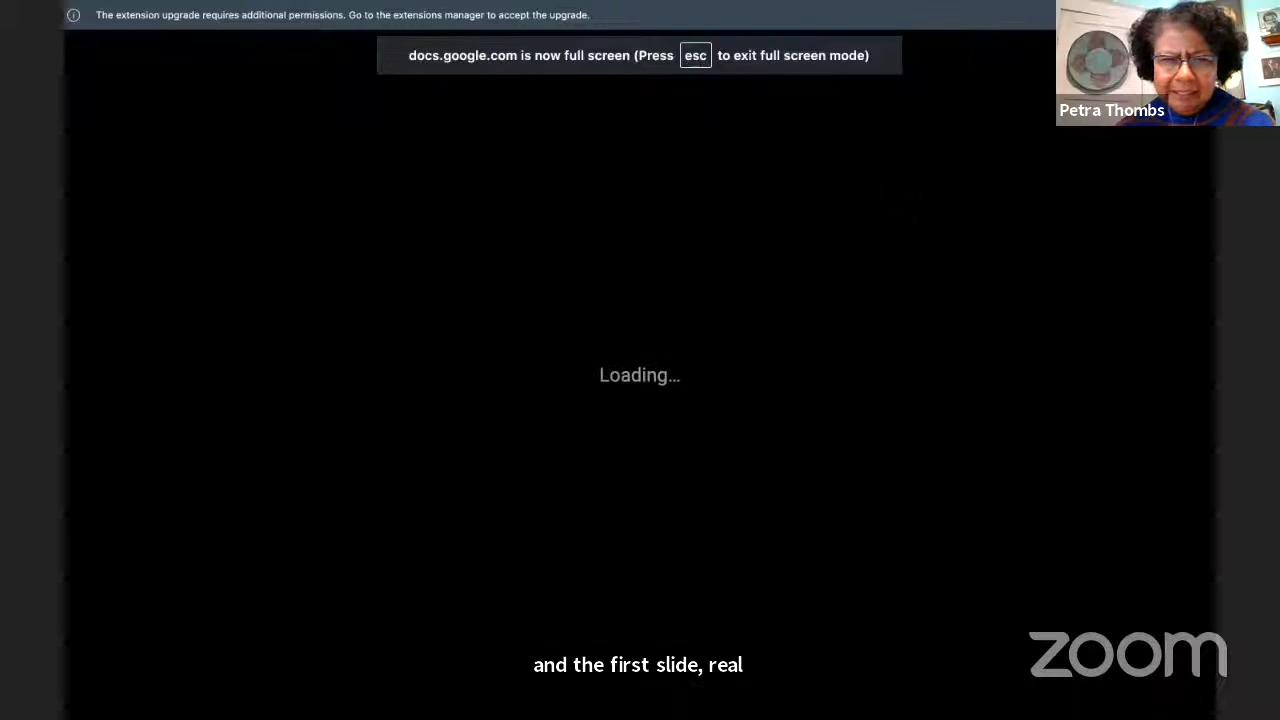 The extension upgrade requires additional permissions. Go to the extensions manager to accept the upgrade.
docs.google.com is now full screen (Press esc to exit full screen mode)
Petra Thombs
Loading...
and the first slide, real
zoom